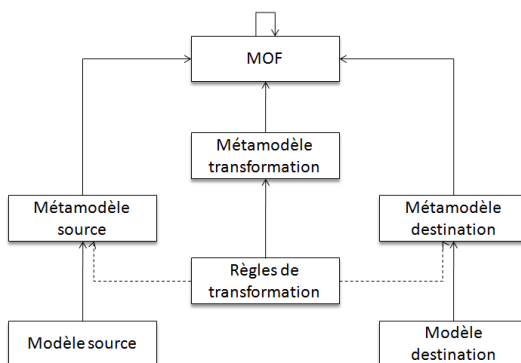 MOF
Métamodèle
transformation
Métamodèle
source
Métamodèle
destination
Règles de
transformation
Modèle source
Modèle
destination